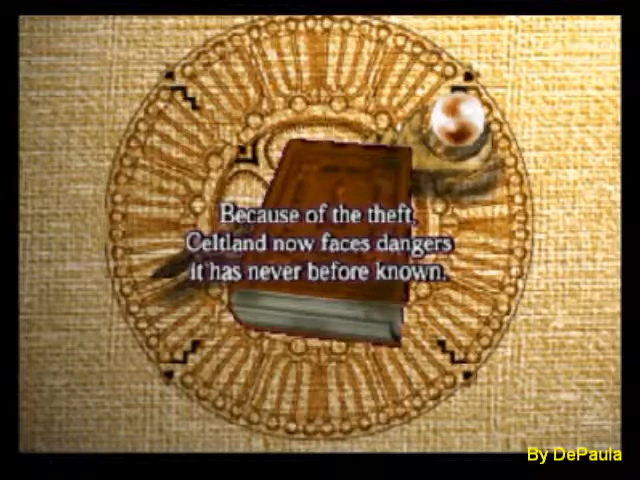 Because of the theft,
Celtland now faces dangers
it has never before known.
By DePaula